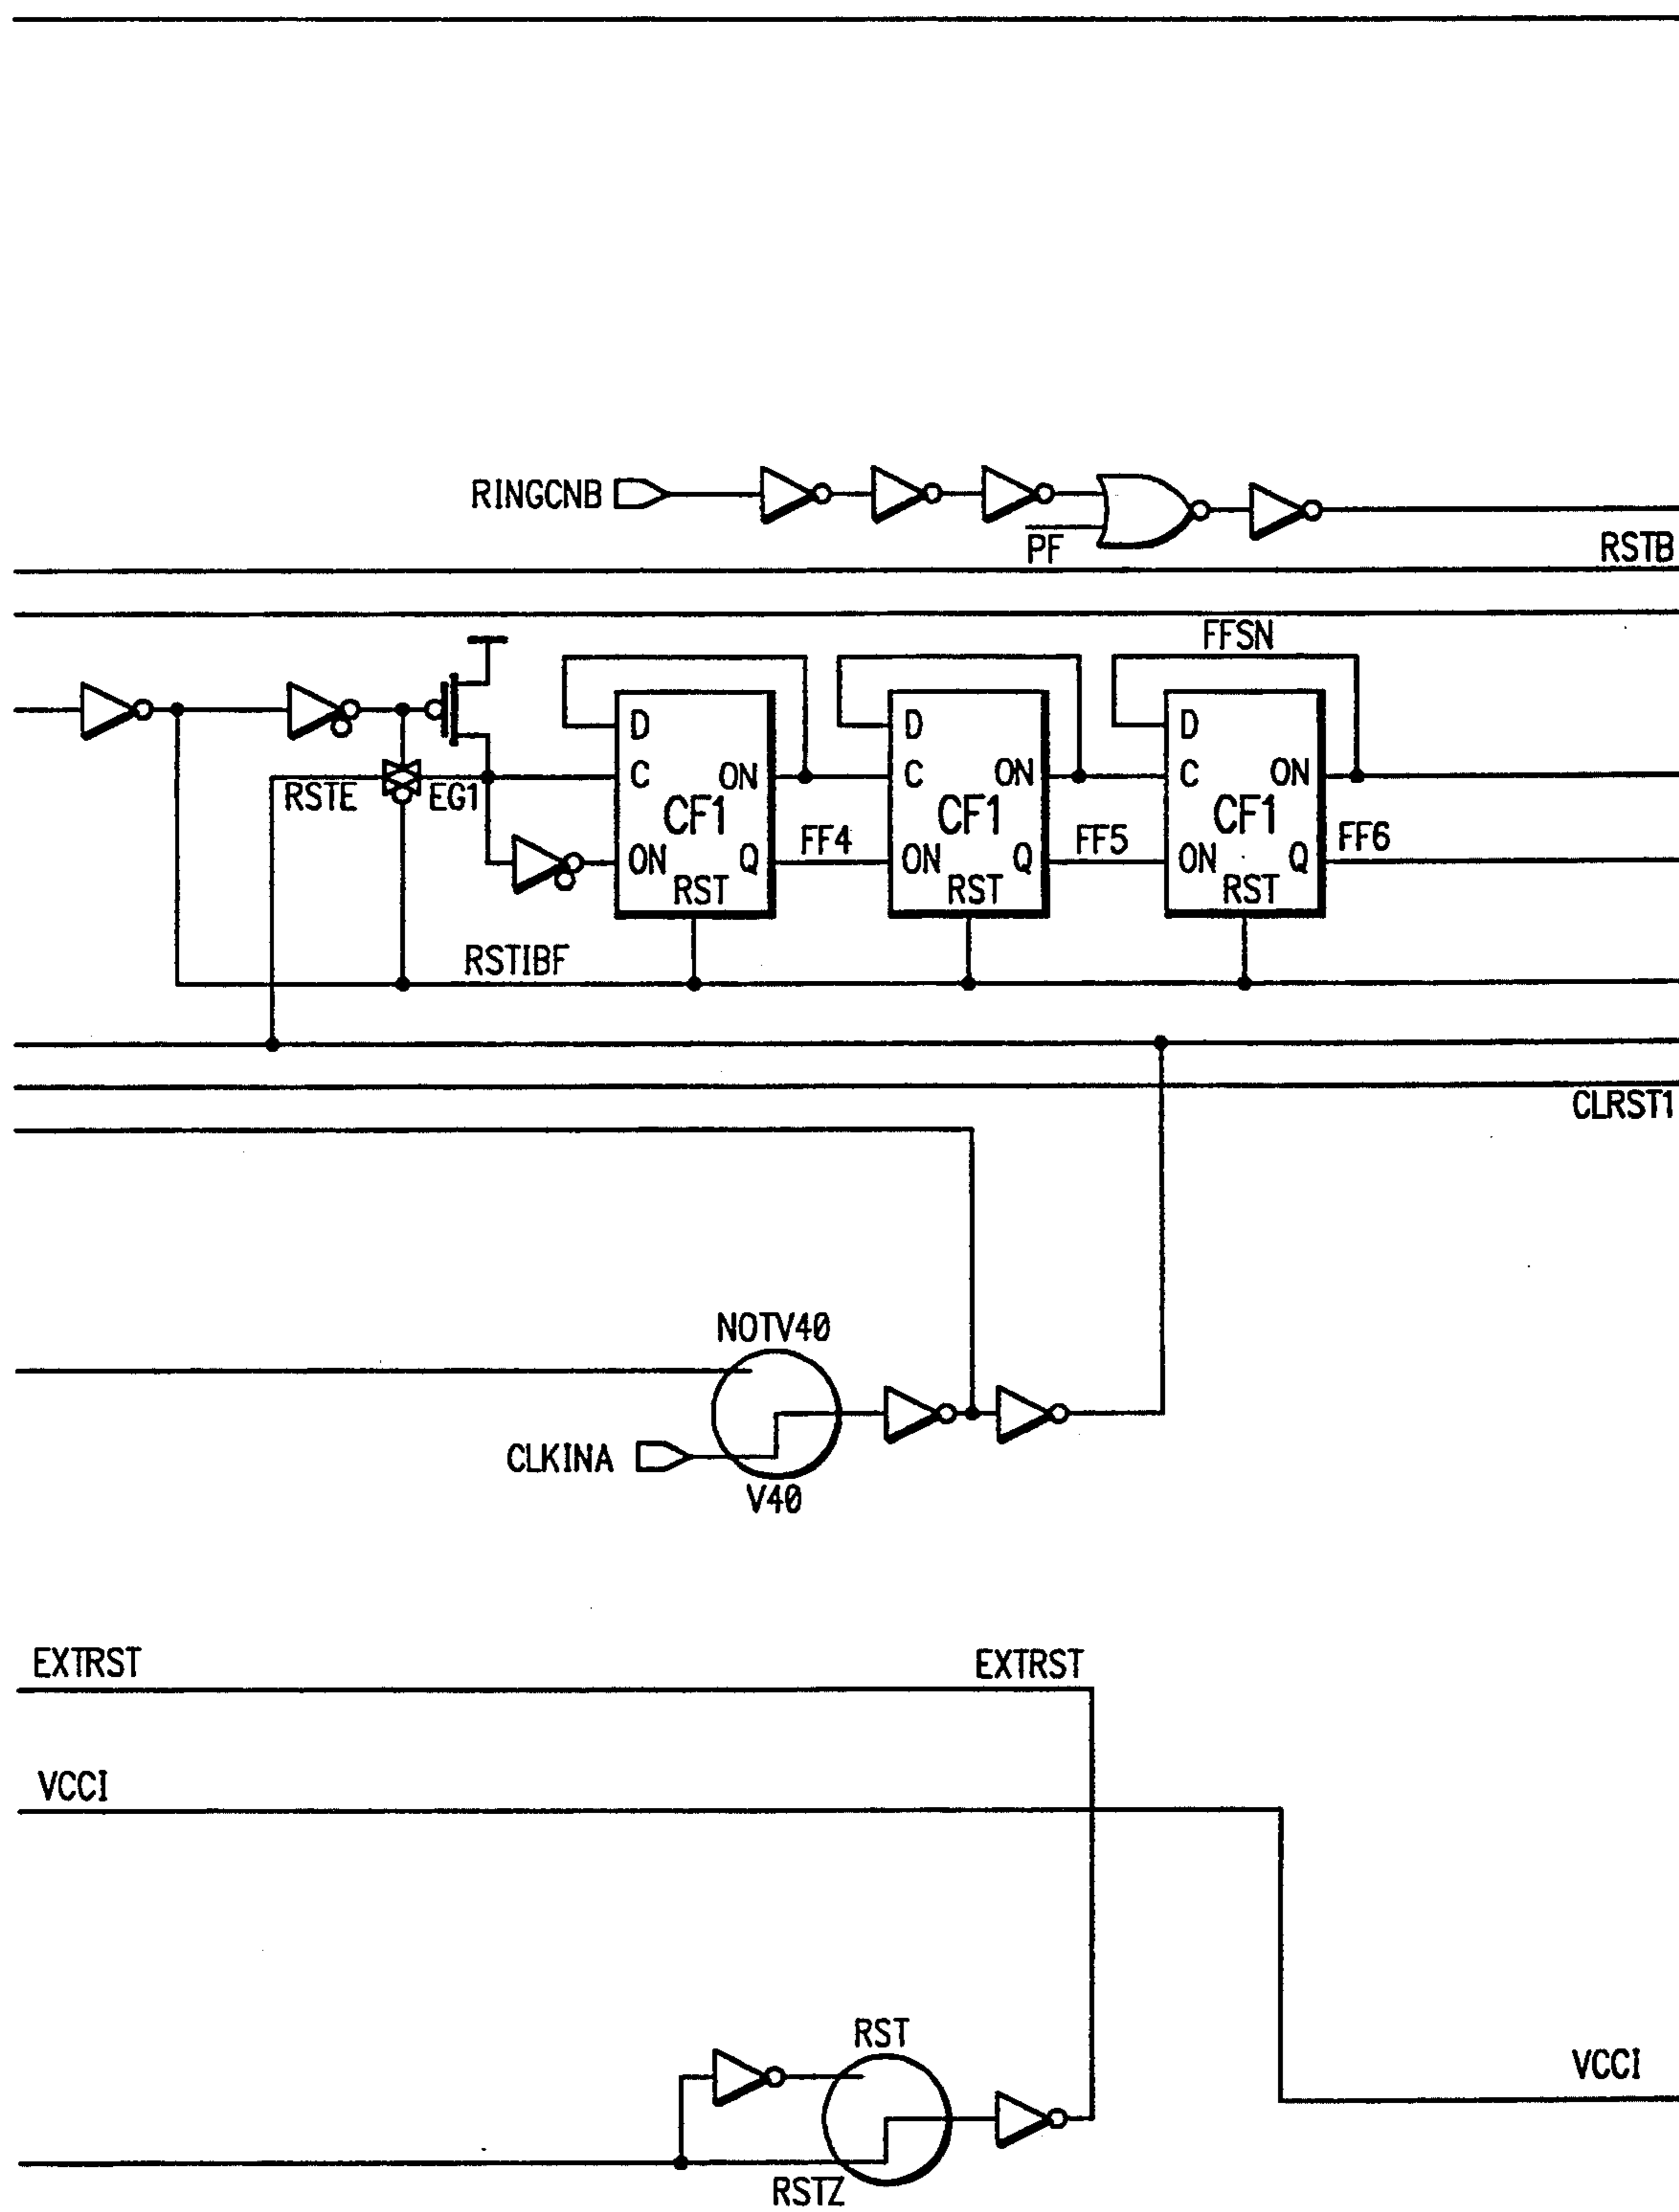 RINGCNB
PF
RSTB
FFSN
D
D
D
RSTE
EG1
C
ON
C
ON
C
ON
CF1
CF1
CF1
ON
Q
FF4
ON
Q
FF5
ON
Q
FF6
RST
RST
RST
RSTIBF
CLRST1
NOTV40
CLKINA
V40
EXTRST
EXTRST
VCCI
RST
VCCI
RSTZ